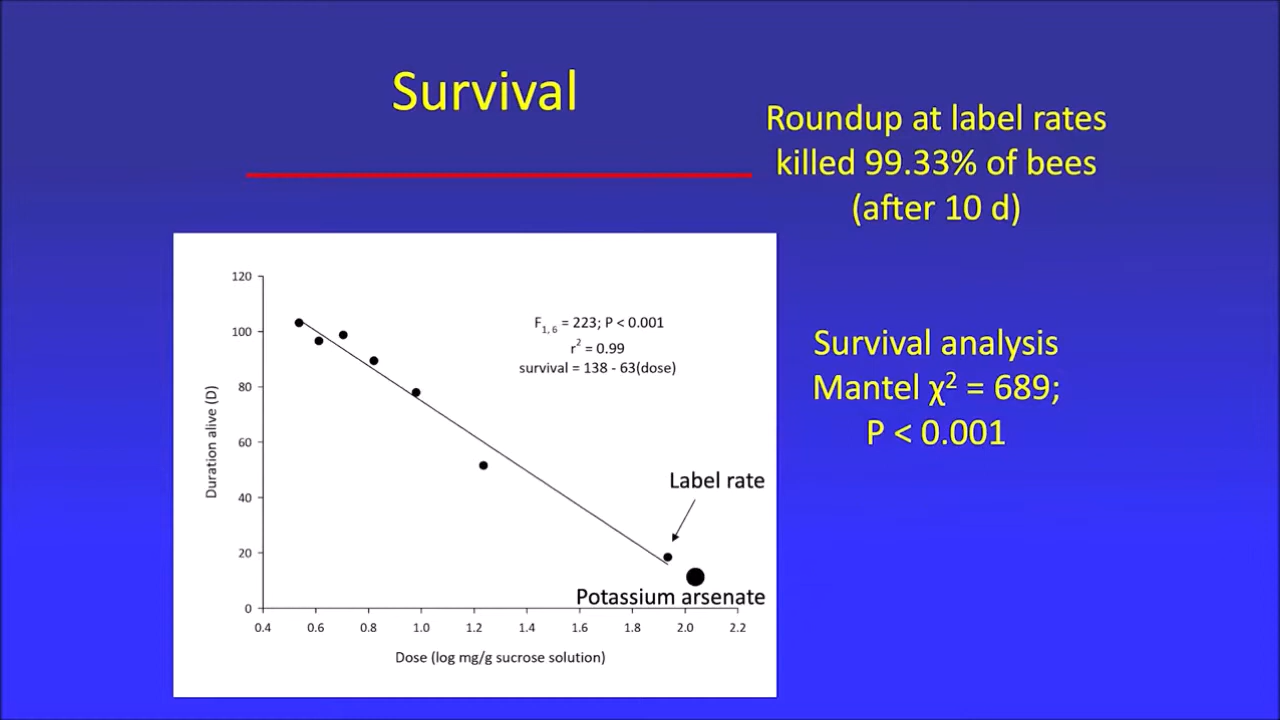 Survival
Roundup at label rates
killed 99.33% of bees
(after 10 d)
120
100
80
60
40
20
0
Duration alive (D)
F1, 6 = 223; P < 0.001
r² = 0.99
survival = 138 - 63(dose)
Label rate
Potassium arsenate
0.4 0.6 0.8 1.0 1.2 1.4 1.6 1.8 2.0 2.2
Dose (log mg/g sucrose solution)
Survival analysis
Mantel χ² = 689;
P < 0.001